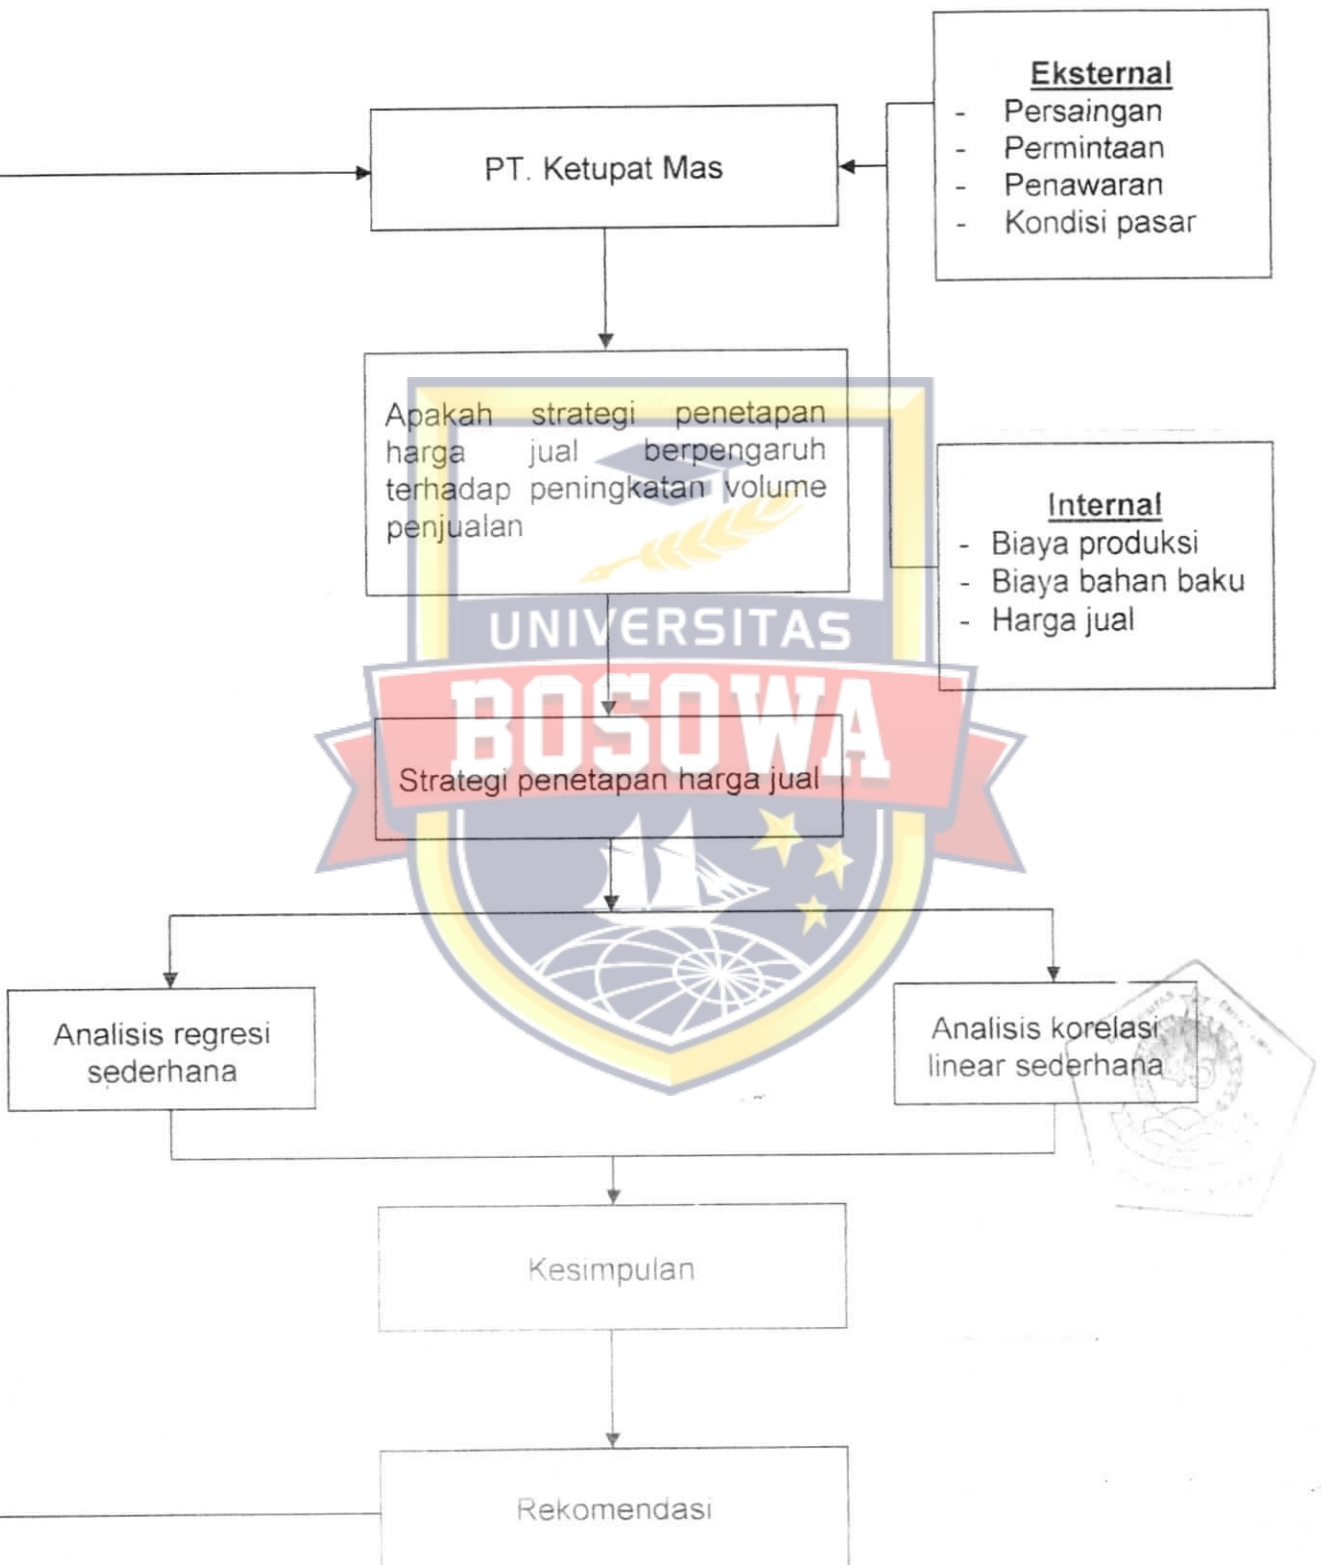 Eksternal
- Persaingan
- Permintaan
- Penawaran
- Kondisi pasar
PT. Ketupat Mas
Apakah strategi penetapan
harga jual berpengaruh
terhadap peningkatan volume
penjualan
Internal
- Biaya produksi
- Biaya bahan baku
- Harga jual
UNIVERSITAS
BOSOWA
Strategi penetapan harga jual
Analisis regresi
sederhana
Analisis korelasi
linear sederhana
Kesimpulan
Rekomendasi